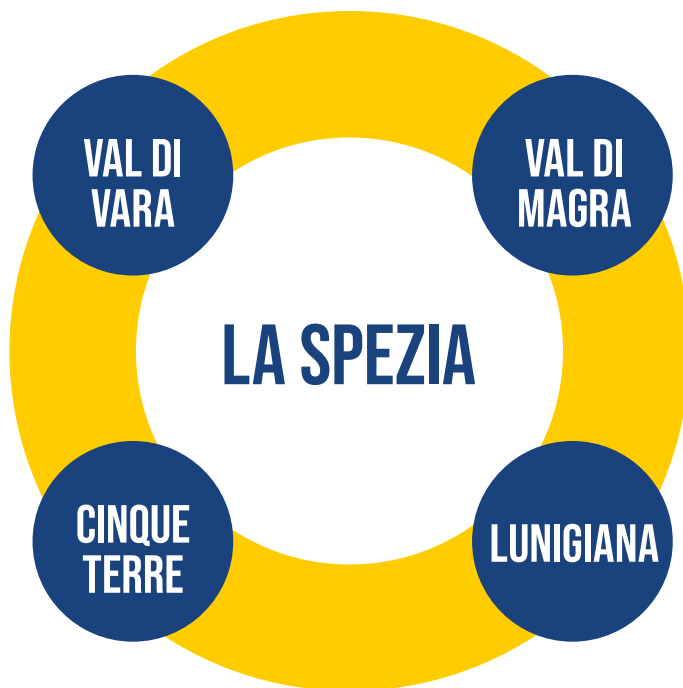 VAL DI
VARA
VAL DI
MAGRA
LA SPEZIA
CINQUE
TERRE
LUNIGIANA